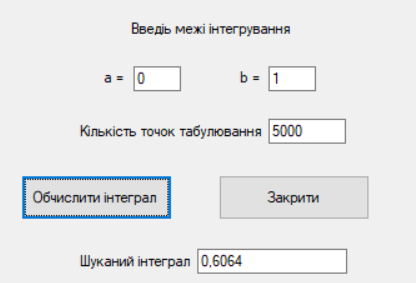 Введіь межі інтегрування
a = 0 b = 1
Кількість точок табулювання 5000
Обчислити інтеграл Закрити
Шуканий інтеграл 0,6064